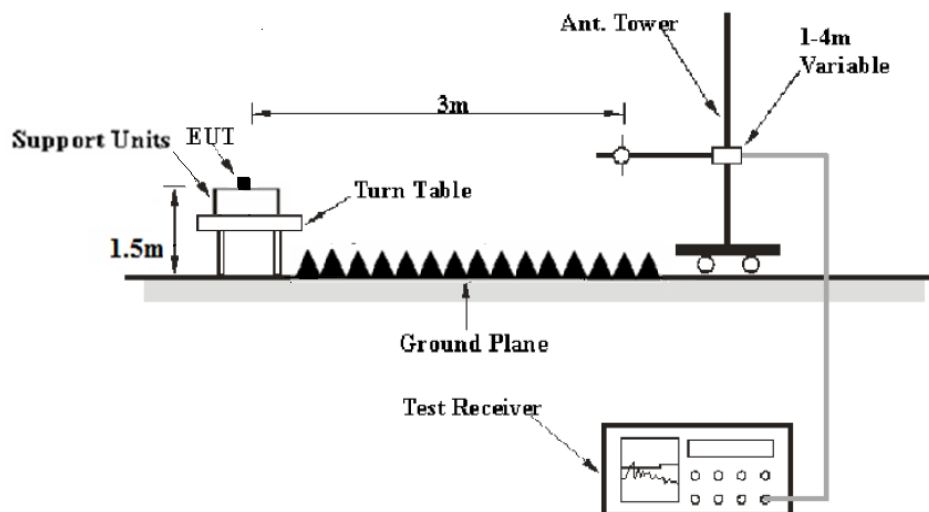 Ant. Tower
1-4m
Variable
3m
Support Units
EUT
Turn Table
1.5m
Ground Plane
Test Receiver